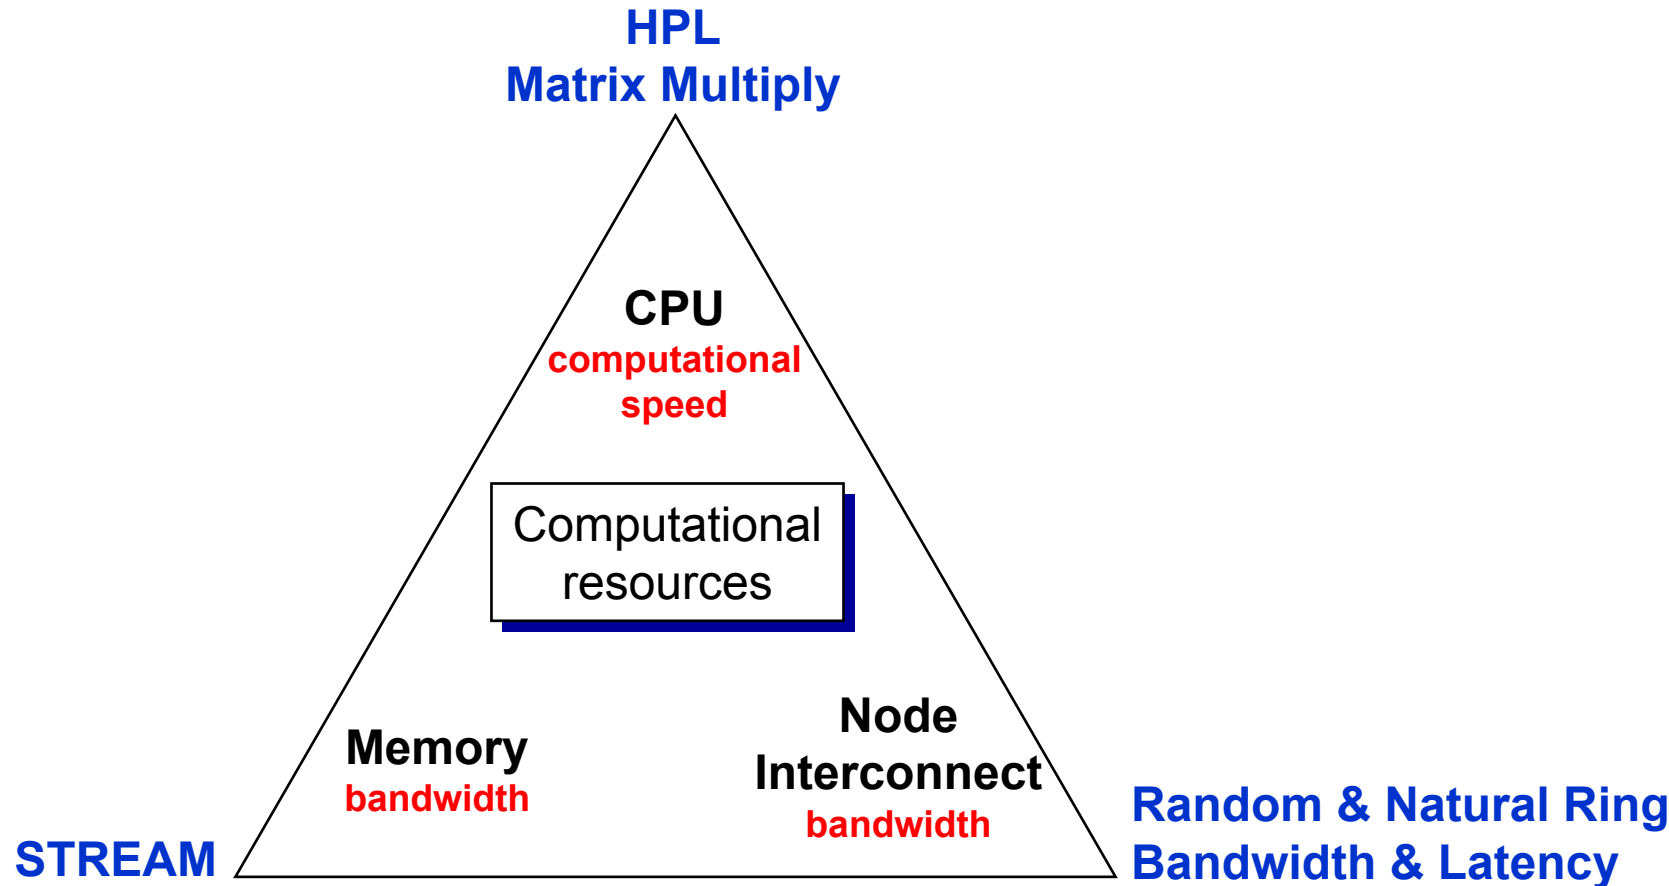 HPL
Matrix Multiply
CPU
computational
speed
Computational
resources
Memory
bandwidth
Node
Interconnect
bandwidth
STREAM
Random & Natural Ring
Bandwidth & Latency